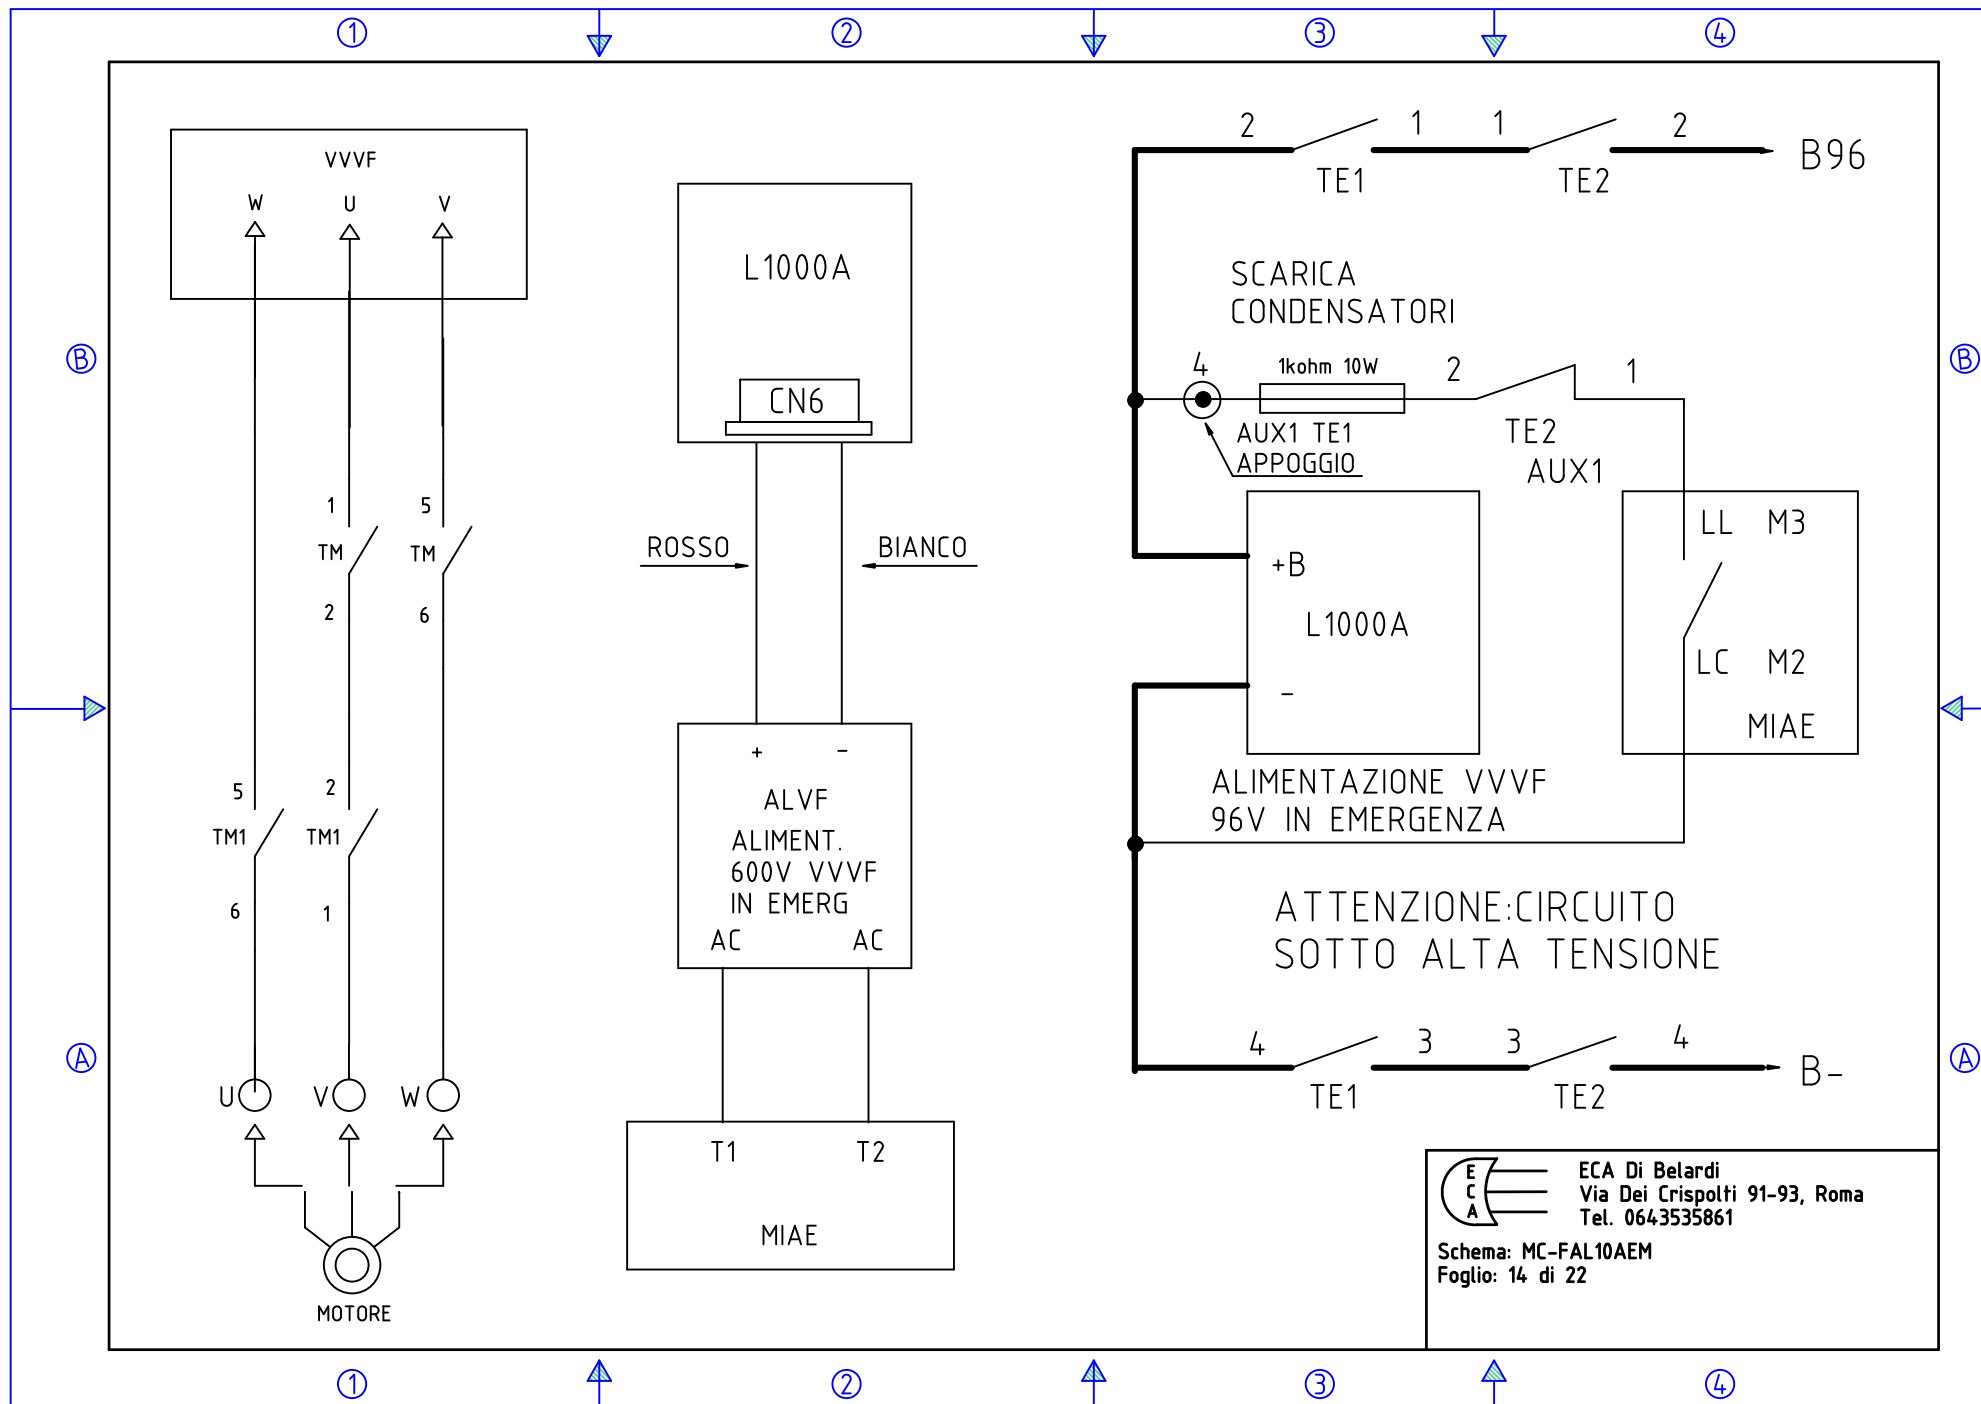 1 2 3 4
VVVF
W U V
1 5
TM TM
2 6
5 2
TM1 TM1
6 1
U V W
MOTORE
L1000A
CN6
ROSSO BIANCO
+ -
ALVF
ALIMENT.
600V VVVF
IN EMERG
AC AC
T1 T2
MIAE
2 1 1 2
TE1 TE2 B96
SCARICA
CONDENSATORI
4 1kohm 10W 2 1
AUX1 TE1
APPOGGIO
TE2
AUX1
+B
L1000A
-
LL M3
LC M2
MIAE
ALIMENTAZIONE VVVF
96V IN EMERGENZA
ATTENZIONE:CIRCUITO
SOTTO ALTA TENSIONE
4 3 3 4
TE1 TE2 B-
E
C
A
ECA Di Belardi
Via Dei Crispolti 91-93, Roma
Tel. 0643535861
Schema: MC-FAL10AEM
Foglio: 14 di 22
B B
A A
1 2 3 4